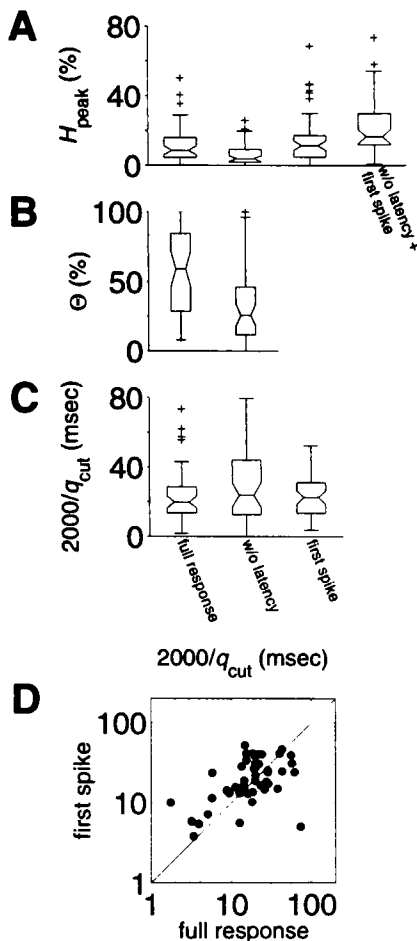 A
H peak (%)
80
40
0
w/o latency +
first spike
B
Θ (%)
100
50
0
C
2000/q cut (msec)
80
40
0
full response
w/o latency
first spike
2000/q cut (msec)
D
first spike
100
10
1
1
10
100
full response